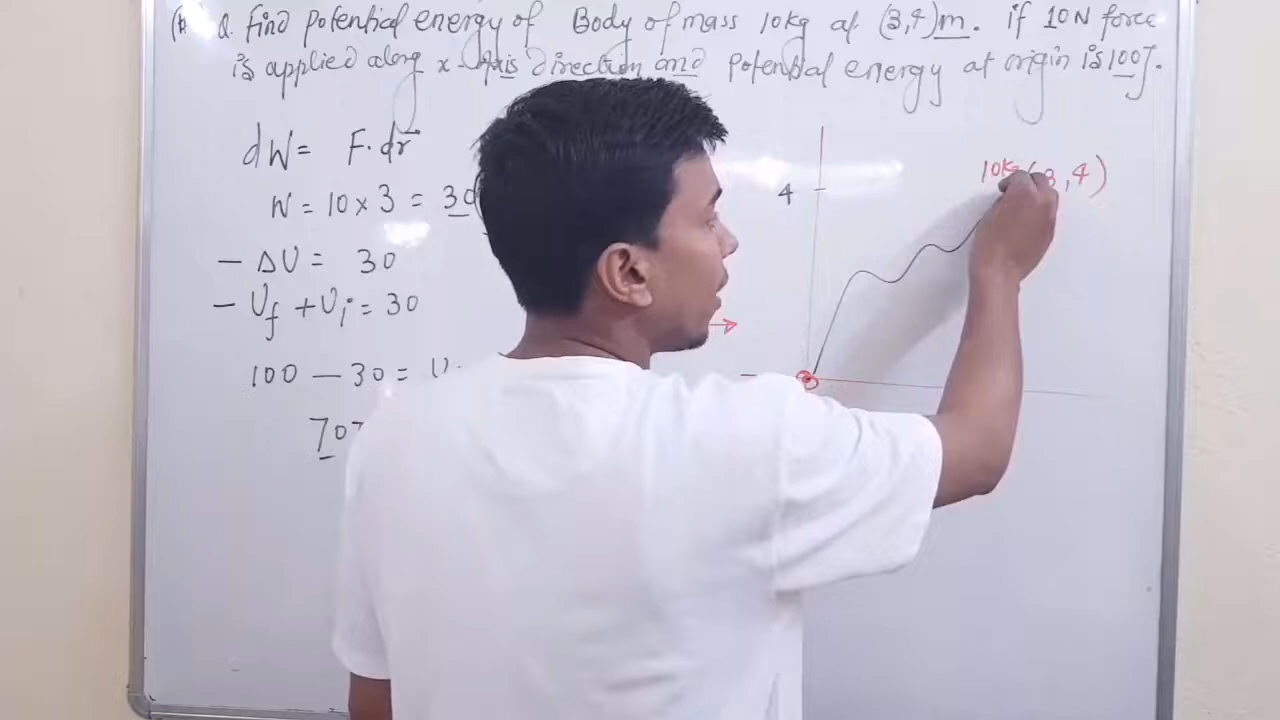 Q. Find potential energy of Body of mass 10kg at (3,4)m. if 10N force
is applied along x-Axis direction and potential energy at origin is 100J.
dW = F.dr
W = 10 x 3 = 30
- ΔU = 30
- Uf + Ui = 30
100 - 30 =
70
4
10kg (3,4)